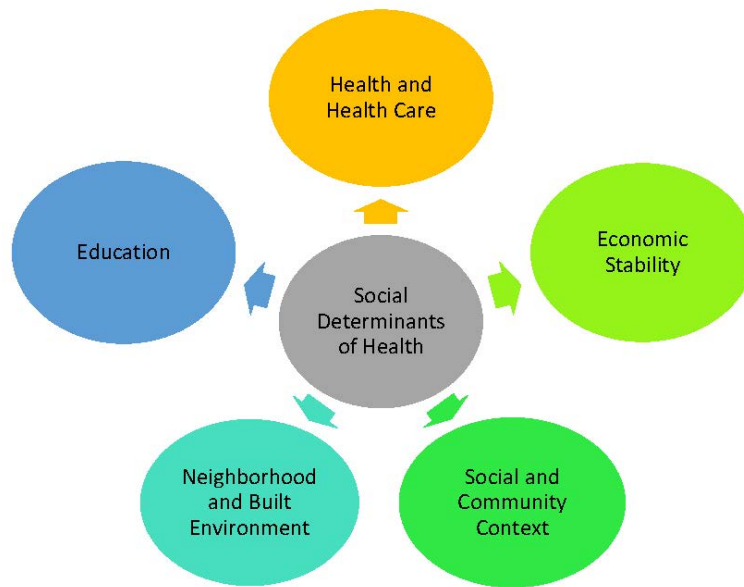 Health and
Health Care
Education
Economic
Stability
Social
Determinants
of Health
Neighborhood
and Built
Environment
Social and
Community
Context